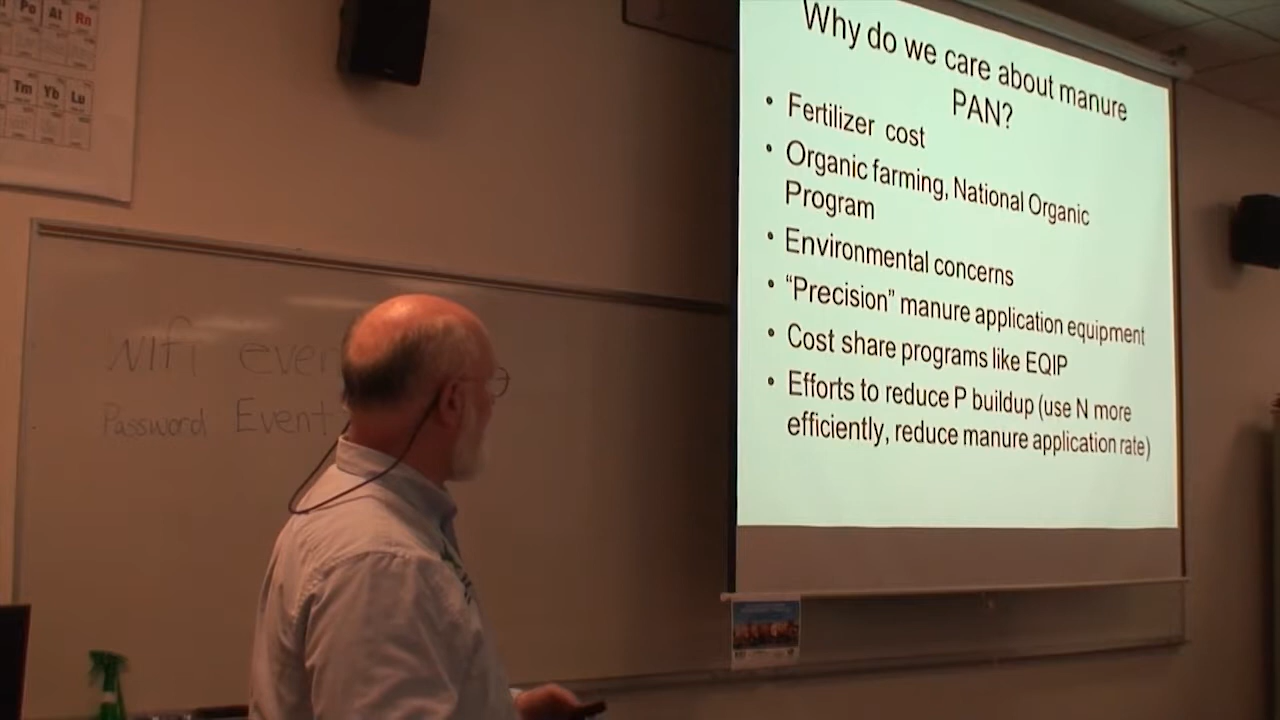 Po At Rn
Tm Yb Lu
Wifi even
Password Event
Why do we care about manure
PAN?
• Fertilizer cost
• Organic farming, National Organic
Program
• Environmental concerns
• “Precision” manure application equipment
• Cost share programs like EQIP
• Efforts to reduce P buildup (use N more
efficiently, reduce manure application rate)